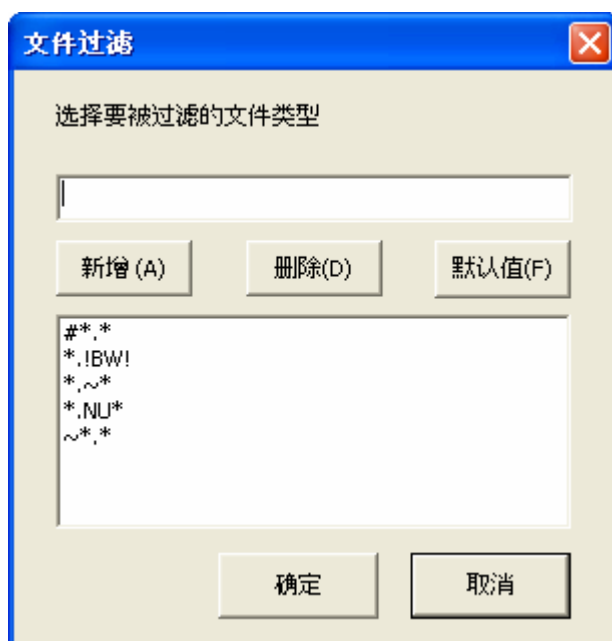 文件过滤
选择要被过滤的文件类型
新增(A) 删除(D) 默认值(F)
#*.*
*.!BW!
*.~*
*.NU*
~*.*
确定 取消